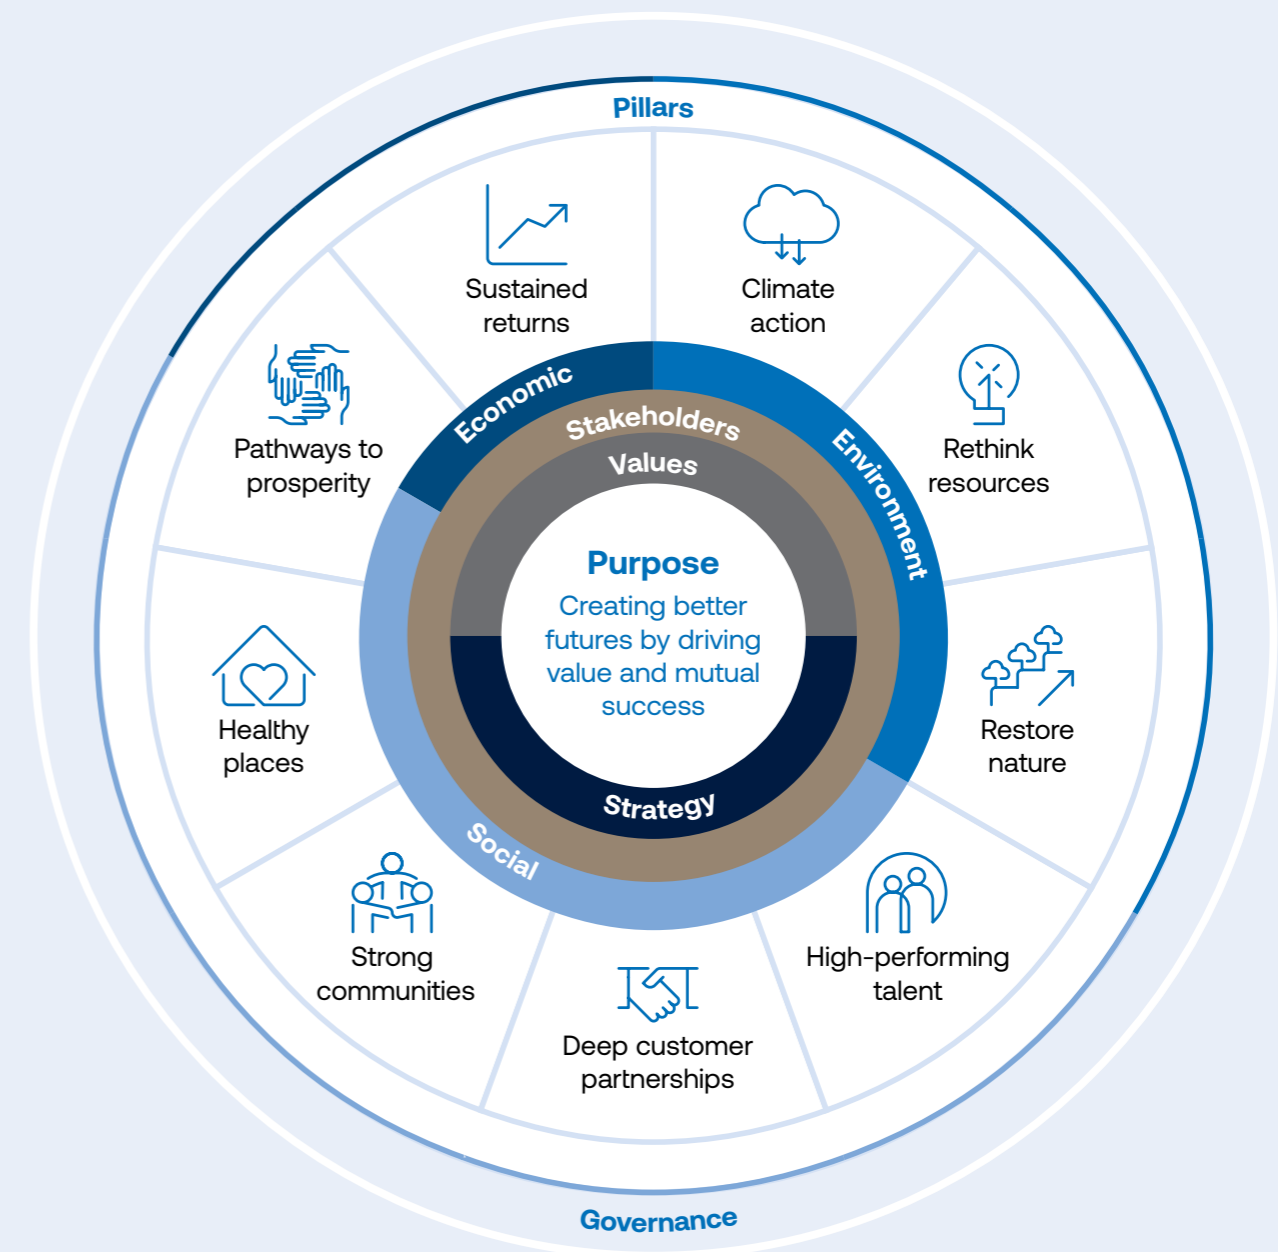 Pillars
Sustained
returns
Climate
action
Pathways to
prosperity
Rethink
resources
Economic
Stakeholders
Values
Environment
Purpose
Creating better
futures by driving
value and mutual
success
Healthy
places
Restore
nature
Strategy
Social
Strong
communities
High-performing
talent
Deep customer
partnerships
Governance